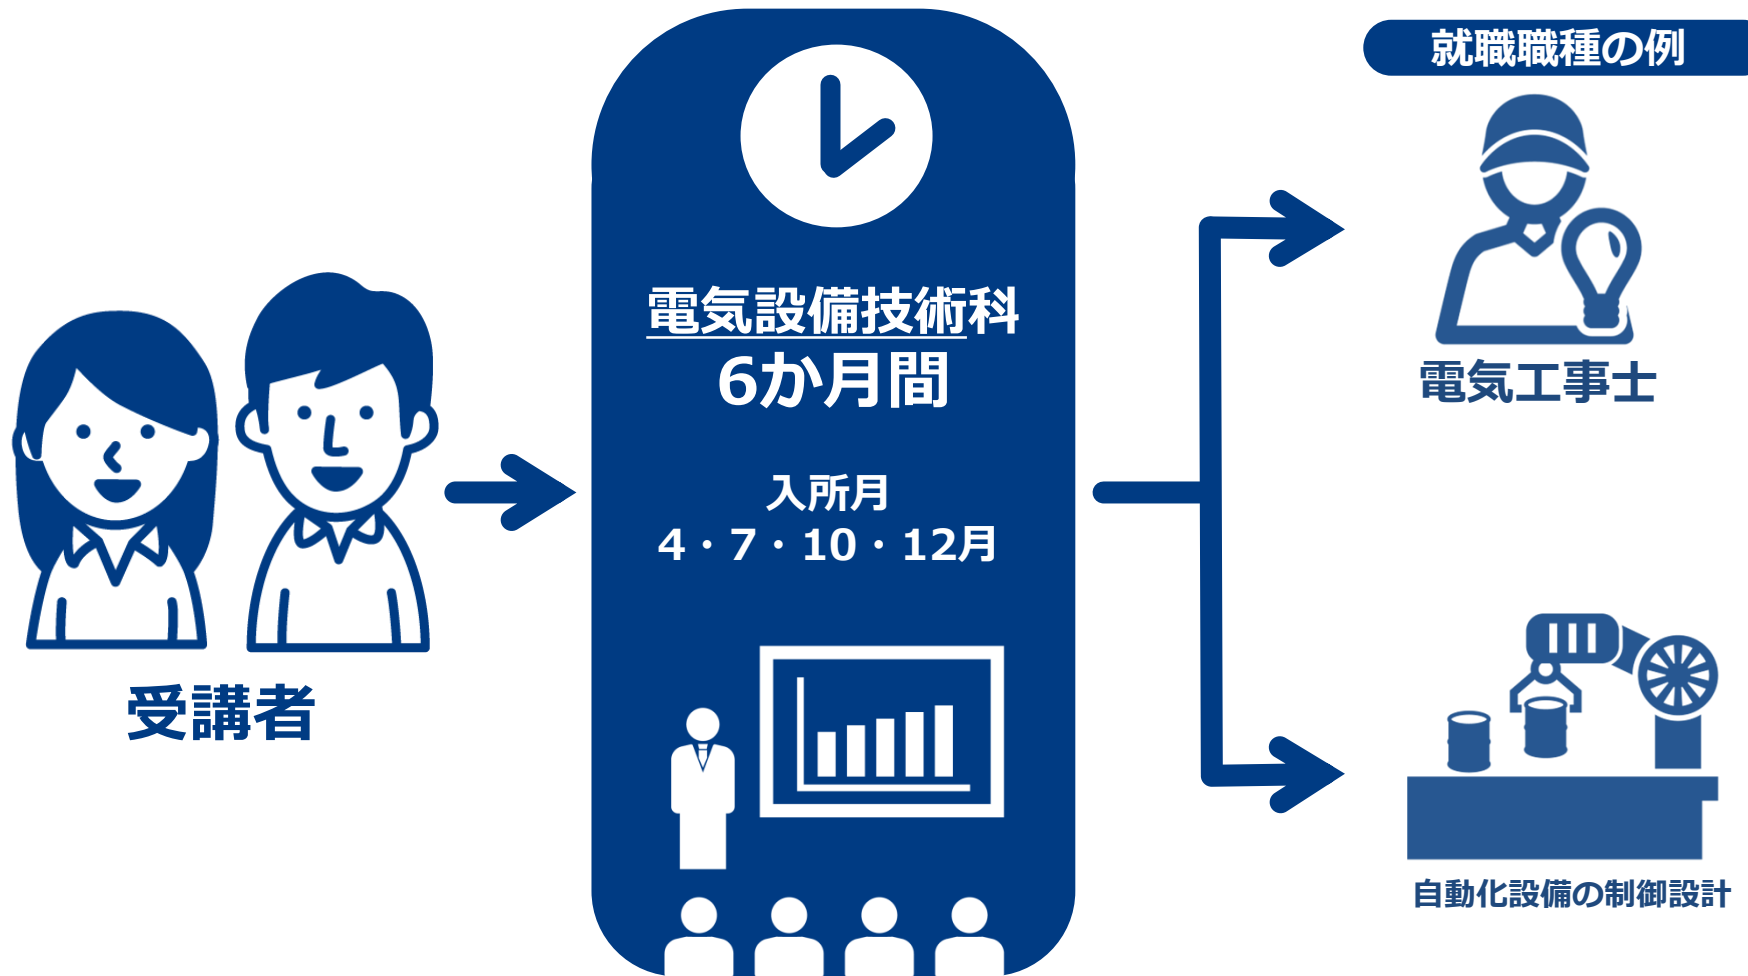 就職職種の例
電気設備技術科
6か月間
入所月
4・7・10・12月
受講者
電気工事士
自動化設備の制御設計